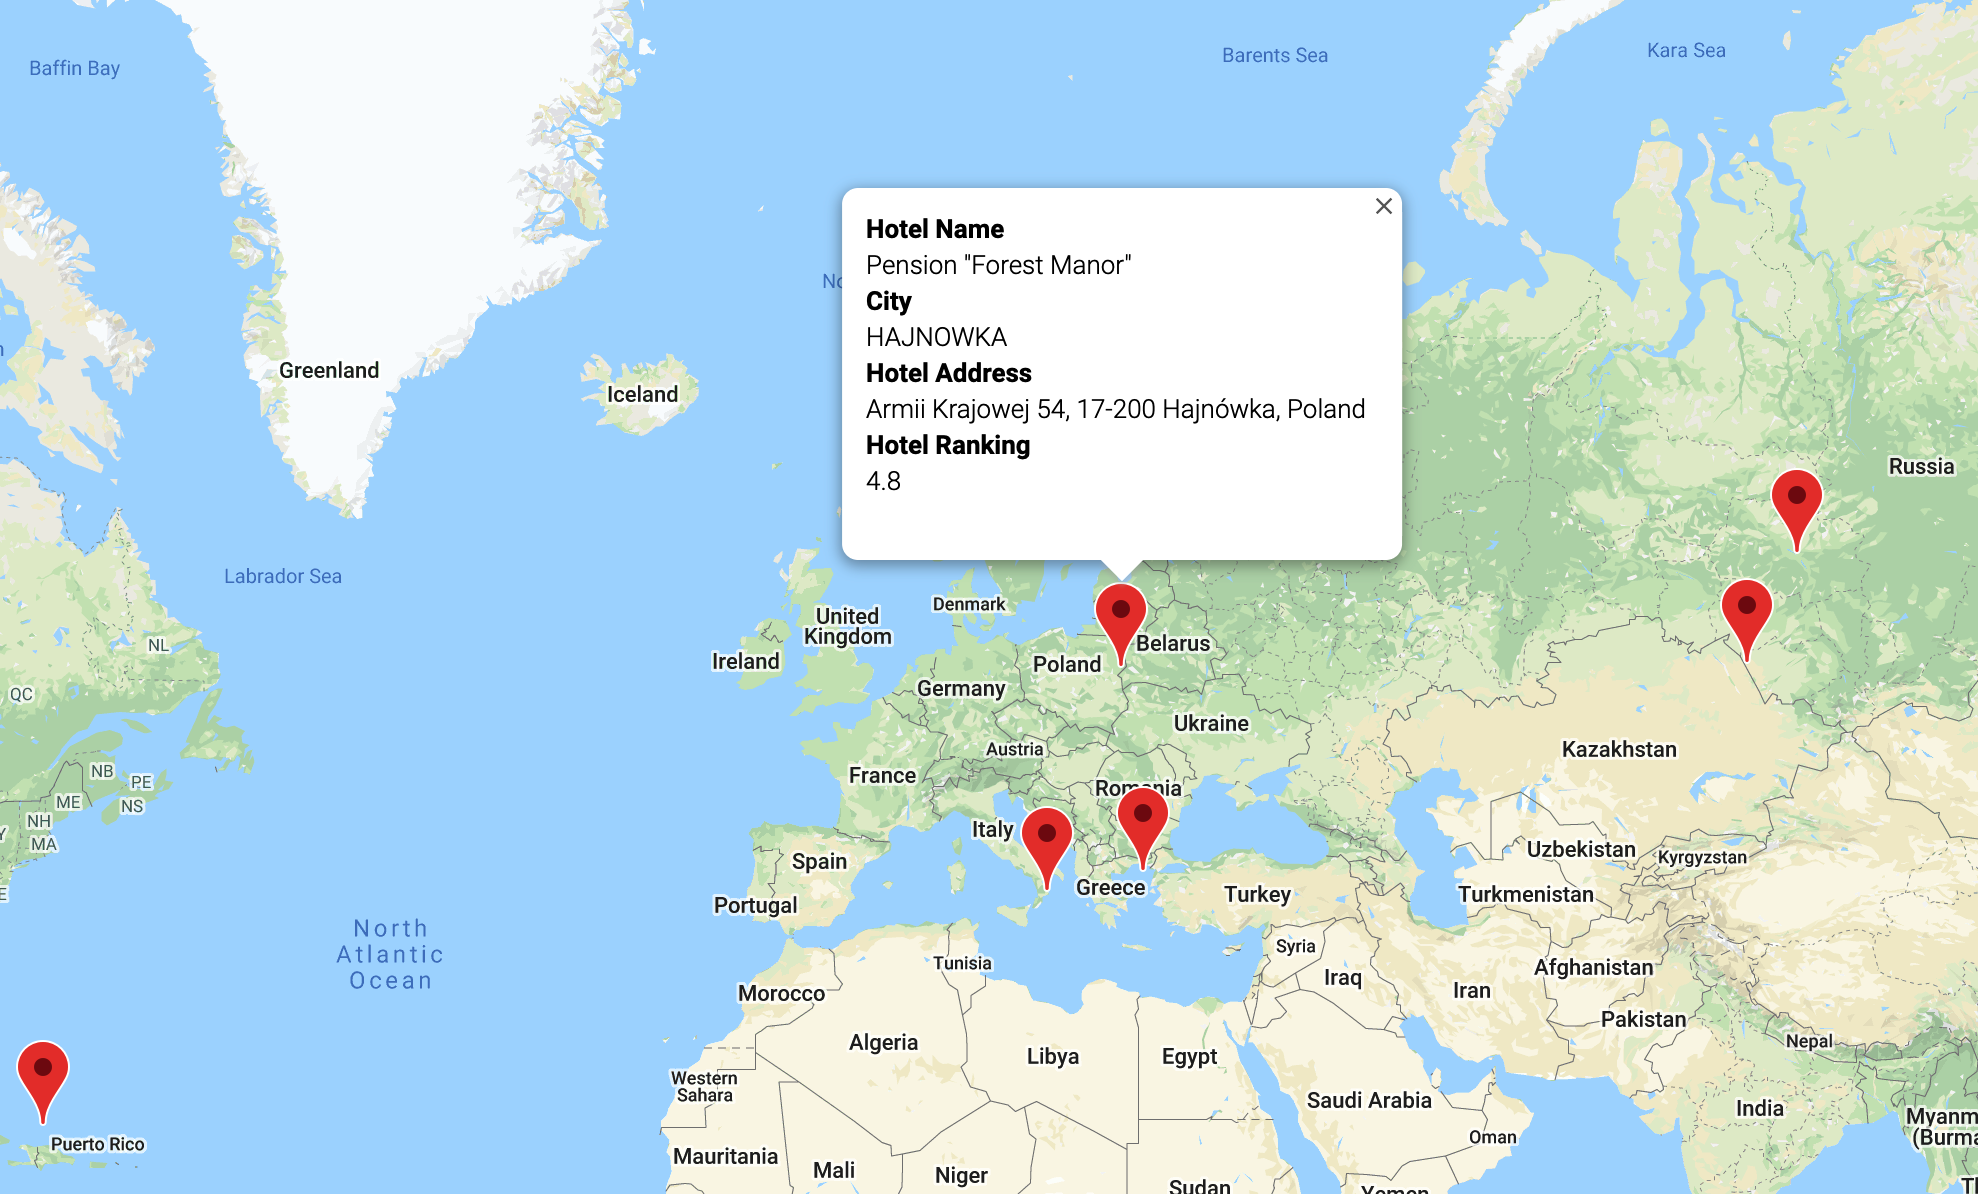 Baffin Bay
Barents Sea
Kara Sea
Hotel Name
Pension "Forest Manor"
City
HAJNOWKA
Hotel Address
Armii Krajowej 54, 17-200 Hajnówka, Poland
Hotel Ranking
4.8
Greenland
Iceland
Russia
Labrador Sea
Denmark
United
Kingdom
Ireland
Belarus
Poland
Germany
NL
QC
Ukraine
Austria
Kazakhstan
France
Romania
NB
PE
ME
NS
NH
MA
Italy
Spain
Uzbekistan
Kyrgyzstan
Greece
Turkey
Turkmenistan
Portugal
North
Atlantic
Ocean
Syria
Tunisia
Iraq
Afghanistan
Morocco
Iran
Pakistan
Algeria
Libya
Egypt
Nepal
Western
Sahara
Saudi Arabia
India
Oman
Puerto Rico
Mauritania
Mali
Niger
Sudan
Yemen